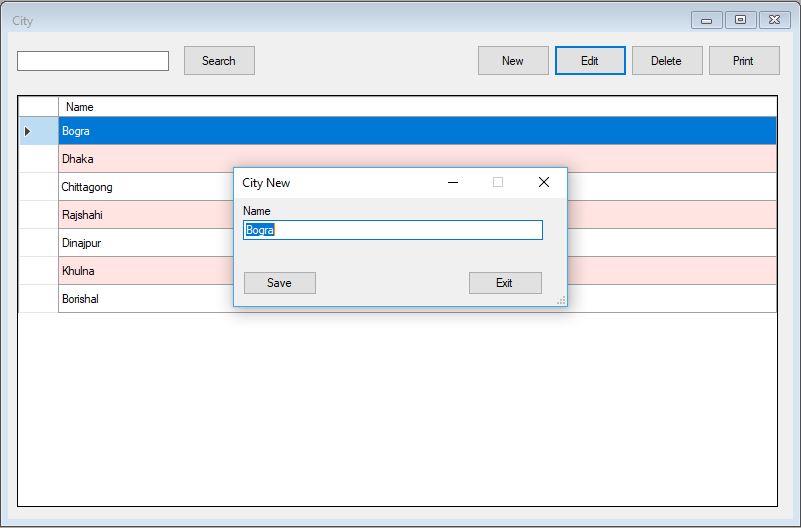 City
Search
New
Edit
Delete
Print
Name
Bogra
Dhaka
Chittagong
Rajshahi
Dinajpur
Khulna
Borishal
City New
Name
Bogra
Save
Exit